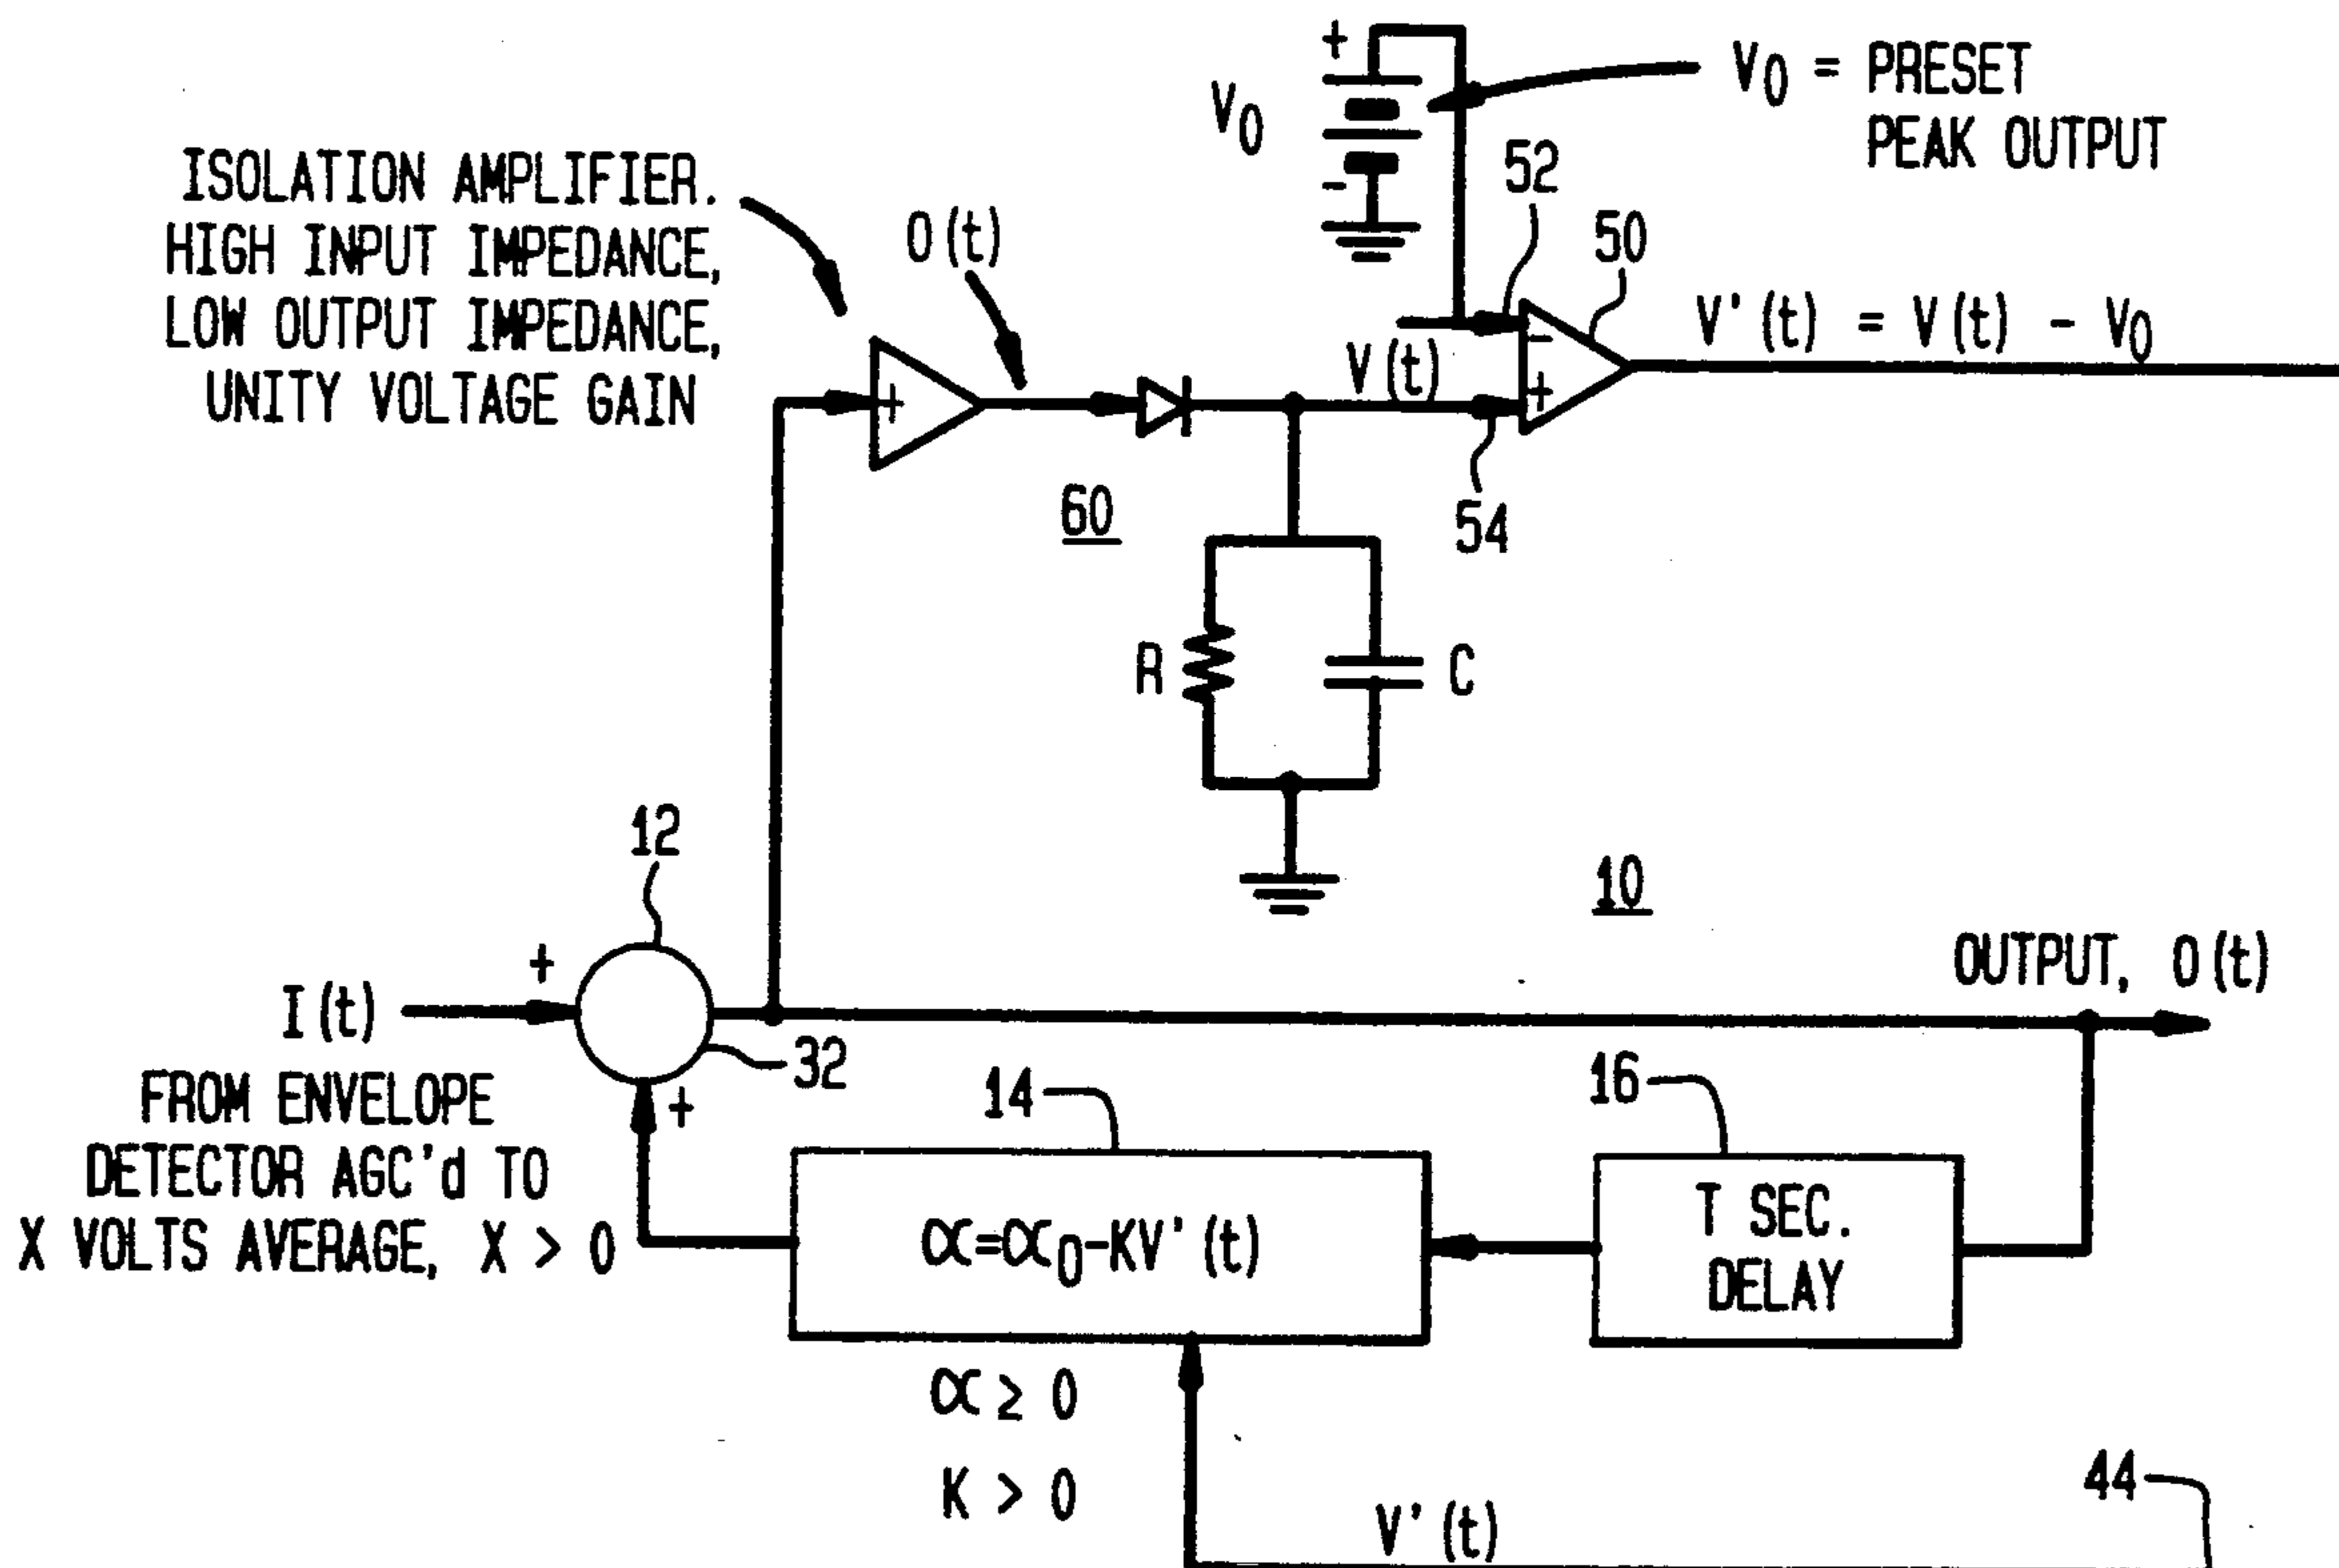 +
V0
-
V0 = PRESET
PEAK OUTPUT
ISOLATION AMPLIFIER.
HIGH INPUT IMPEDANCE,
LOW OUTPUT IMPEDANCE,
UNITY VOLTAGE GAIN
O(t)
52
50
V'(t) = V(t) - V0
V(t)
-
+
+
54
60
R
C
12
10
+
I(t)
OUTPUT, O(t)
32
FROM ENVELOPE
DETECTOR AGC'd TO
X VOLTS AVERAGE, X > 0
+
14
16
α=α0-KV'(t)
T SEC.
DELAY
α ≥ 0
K > 0
V'(t)
44